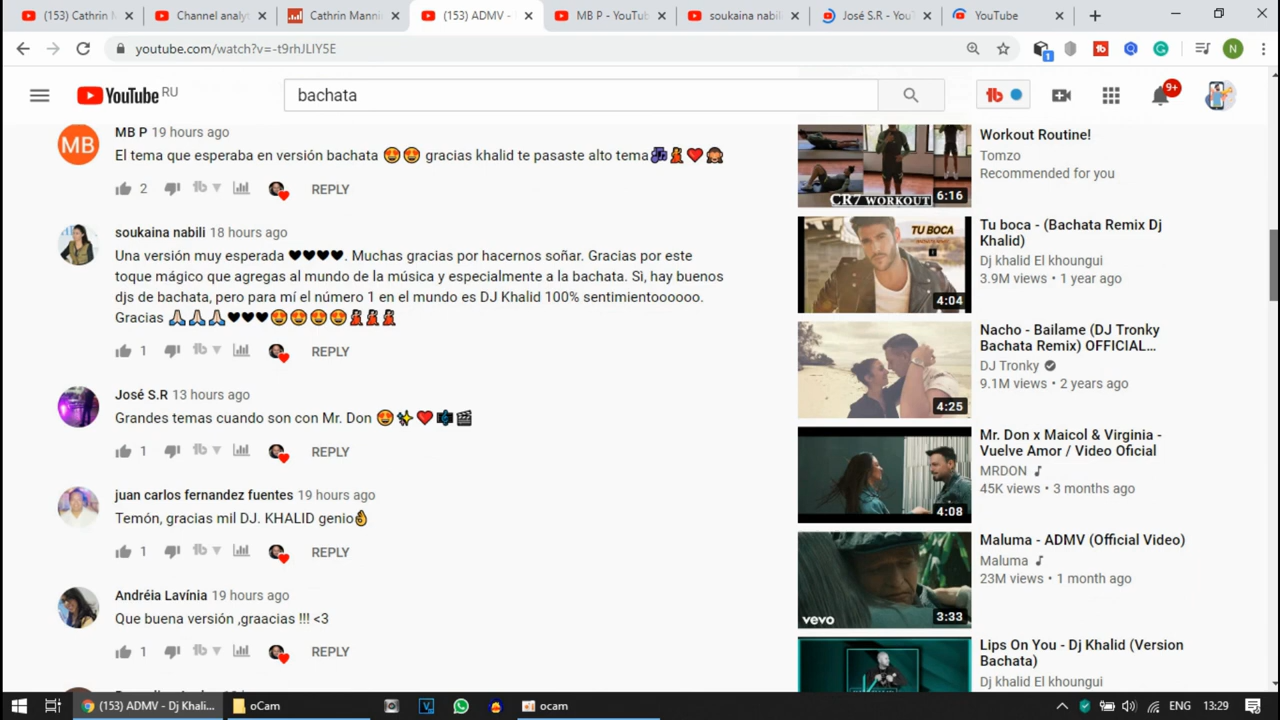 (153) Cathrin M
Channel analy
Cathrin Mannin
(153) ADMV -
MB P - YouTu
soukaina nabil
José S.R - You
YouTube
youtube.com/watch?v=-t9rhJLIY5E
YouTube RU
bachata
9+
MB
MB P 19 hours ago
El tema que esperaba en versión bachata 😍😍 gracias khalid te pasaste alto tema🎶💃❤️👧
2 REPLY
soukaina nabili 18 hours ago
Una versión muy esperada 🖤🖤🖤🖤. Muchas gracias por hacernos soñar. Gracias por este
toque mágico que agregas al mundo de la música y especialmente a la bachata. Sì, hay buenos
djs de bachata, pero para mí el número 1 en el mundo es DJ Khalid 100% sentimientoooooo.
Gracias 🙏🙏🙏🖤🖤🖤😍😍😍😍💃💃💃
1 REPLY
José S.R 13 hours ago
Grandes temas cuando son con Mr. Don 😍✨❤️🎼🎬
1 REPLY
juan carlos fernandez fuentes 19 hours ago
Temón, gracias mil DJ. KHALID genio👌
1 REPLY
Andréia Lavínia 19 hours ago
Que buena versión ,graacias !!! <3
1 REPLY
CR7 WORKOUT
6:16
Workout Routine!
Tomzo
Recommended for you
TU BOCA
4:04
Tu boca - (Bachata Remix Dj
Khalid)
Dj khalid El khoungui
3.9M views • 1 year ago
4:25
Nacho - Bailame (DJ Tronky
Bachata Remix) OFFICIAL...
DJ Tronky
9.1M views • 2 years ago
4:08
Mr. Don x Maicol & Virginia -
Vuelve Amor / Video Oficial
MRDON
45K views • 3 months ago
vevo
3:33
Maluma - ADMV (Official Video)
Maluma
23M views • 1 month ago
Lips On You - Dj Khalid (Version
Bachata)
Dj khalid El khoungui
(153) ADMV - Dj Khali...
oCam
ocam
ENG
13:29